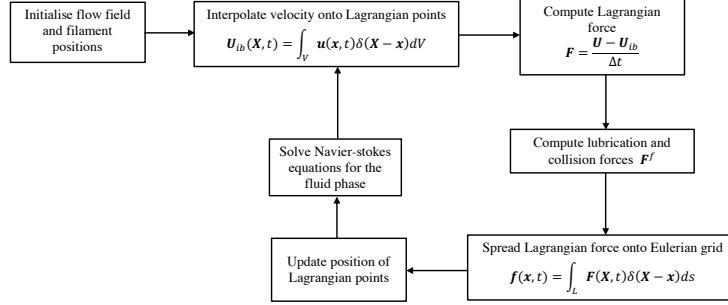 Initialise flow field
and filament
positions
Interpolate velocity onto Lagrangian points
𝑼ᵢ𝒃(𝑿, 𝑡) = ∫_V 𝒖(𝒙, 𝑡)𝛿(𝑿 − 𝒙)𝑑𝑉
Compute Lagrangian
force
𝑭 = (𝑼 − 𝑼ᵢ𝒃)/Δ𝑡
Compute lubrication and
collision forces 𝑭^𝑓
Spread Lagrangian force onto Eulerian grid
𝒇(𝒙, 𝑡) = ∫_L 𝑭(𝑿, 𝑡)𝛿(𝑿 − 𝒙)𝑑𝑠
Update position of
Lagrangian points
Solve Navier-stokes
equations for the
fluid phase